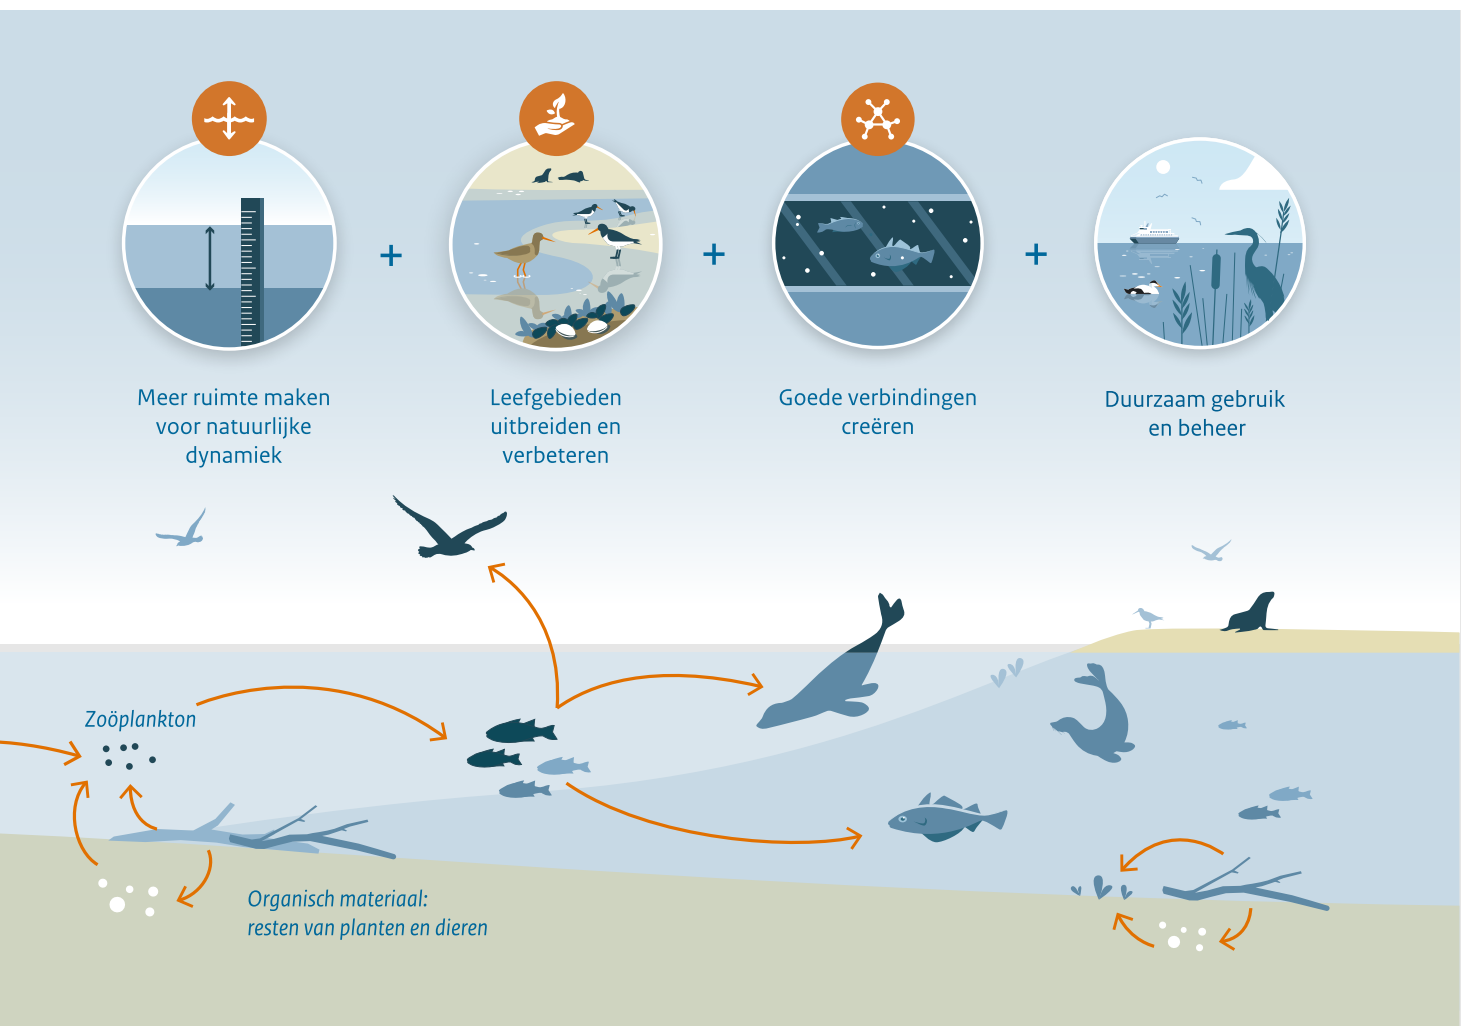 Meer ruimte maken
voor natuurlijke
dynamiek
+
Leefgebieden
uitbreiden en
verbeteren
+
Goede verbindingen
creëren
+
Duurzaam gebruik
en beheer
Zoöplankton
Organisch materiaal:
resten van planten en dieren